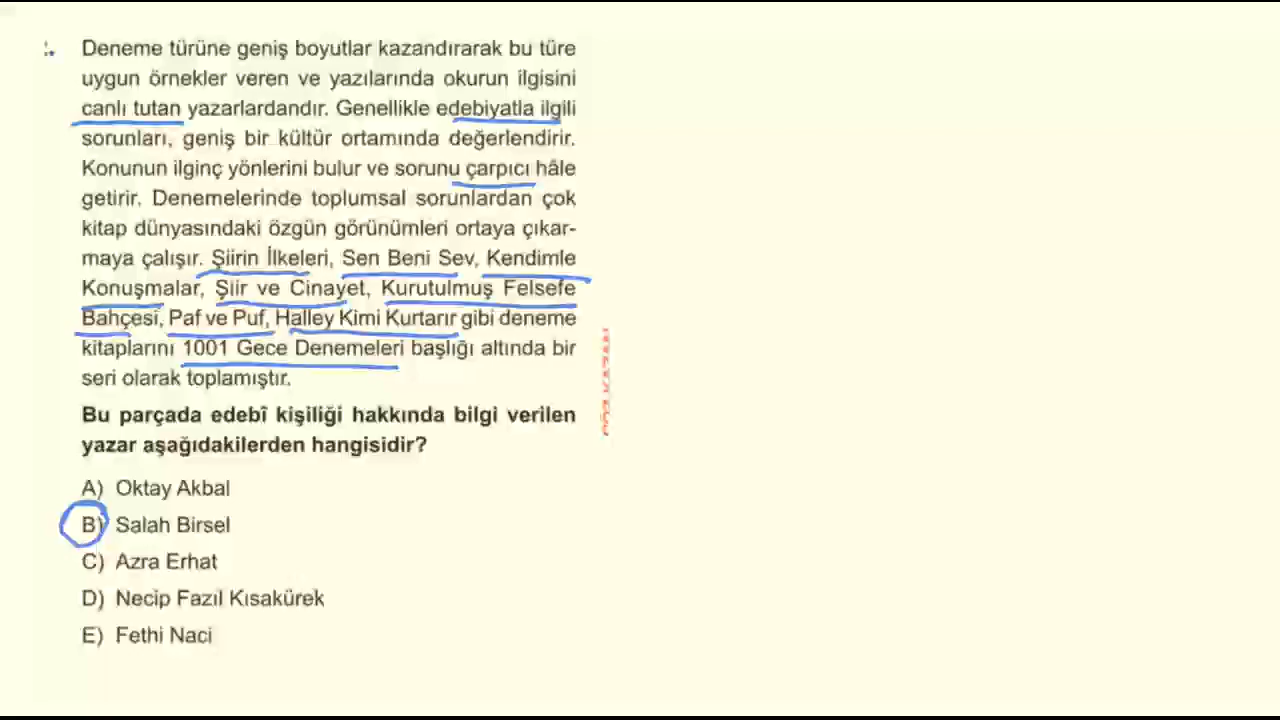 Deneme türüne geniş boyutlar kazandırarak bu türe
uygun örnekler veren ve yazılarında okurun ilgisini
canlı tutan yazarlardandır. Genellikle edebiyatla ilgili
sorunları, geniş bir kültür ortamında değerlendirir.
Konunun ilginç yönlerini bulur ve sorunu çarpıcı hâle
getirir. Denemelerinde toplumsal sorunlardan çok
kitap dünyasındaki özgün görünümleri ortaya çıkar-
maya çalışır. Şiirin İlkeleri, Sen Beni Sev, Kendimle
Konuşmalar, Şiir ve Cinayet, Kurutulmuş Felsefe
Bahçesi, Paf ve Puf, Halley Kimi Kurtarır gibi deneme
kitaplarını 1001 Gece Denemeleri başlığı altında bir
seri olarak toplamıştır.
Bu parçada edebî kişiliği hakkında bilgi verilen
yazar aşağıdakilerden hangisidir?
A) Oktay Akbal
B) Salah Birsel
C) Azra Erhat
D) Necip Fazıl Kısakürek
E) Fethi Naci